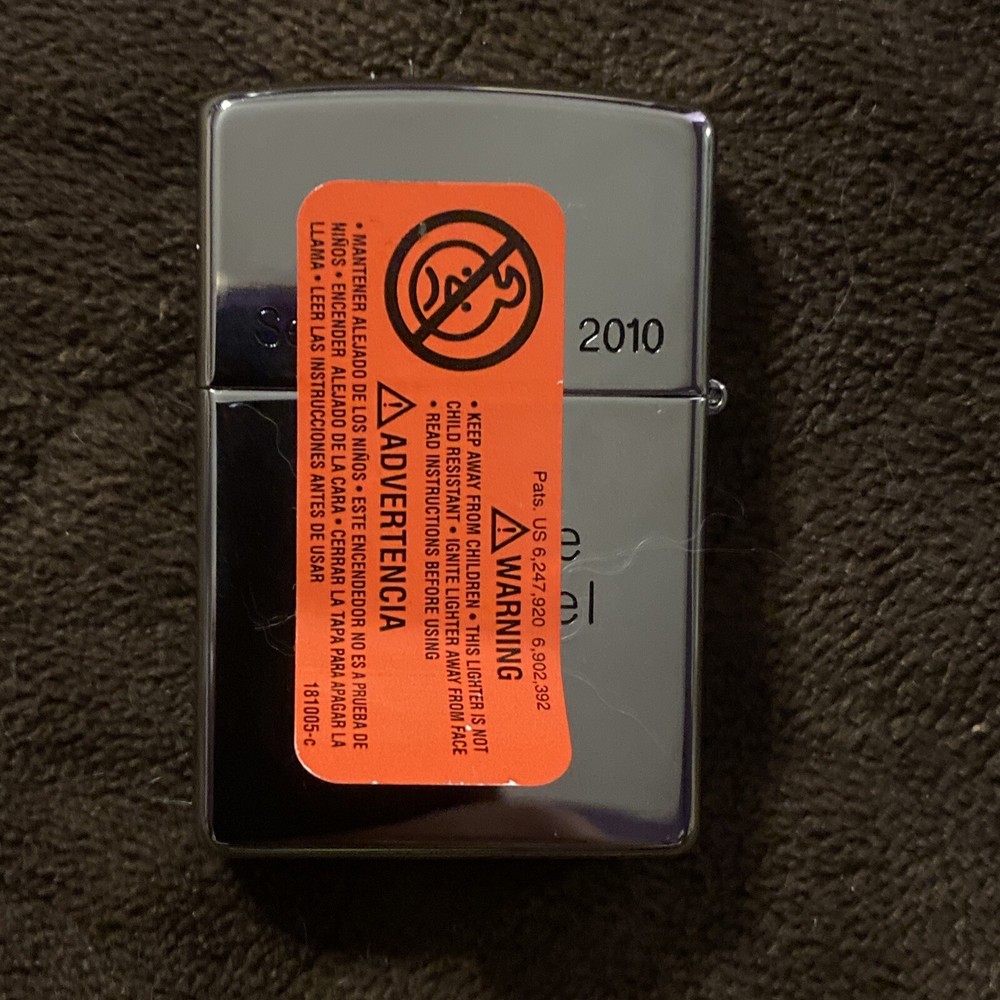 2010
Pats. US 6,247,920 6,902,392
⚠WARNING
• KEEP AWAY FROM CHILDREN • THIS LIGHTER IS NOT
CHILD RESISTANT • IGNITE LIGHTER AWAY FROM FACE
• READ INSTRUCTIONS BEFORE USING
⚠ADVERTENCIA
• MANTENER ALEJADO DE LOS NIÑOS • ESTE ENCENDEDOR NO ES A PRUEBA DE
NIÑOS • ENCENDER ALEJADO DE LA CARA • CERRAR LA TAPA PARA APAGAR LA
LLAMA • LEER LAS INSTRUCCIONES ANTES DE USAR
181005-c